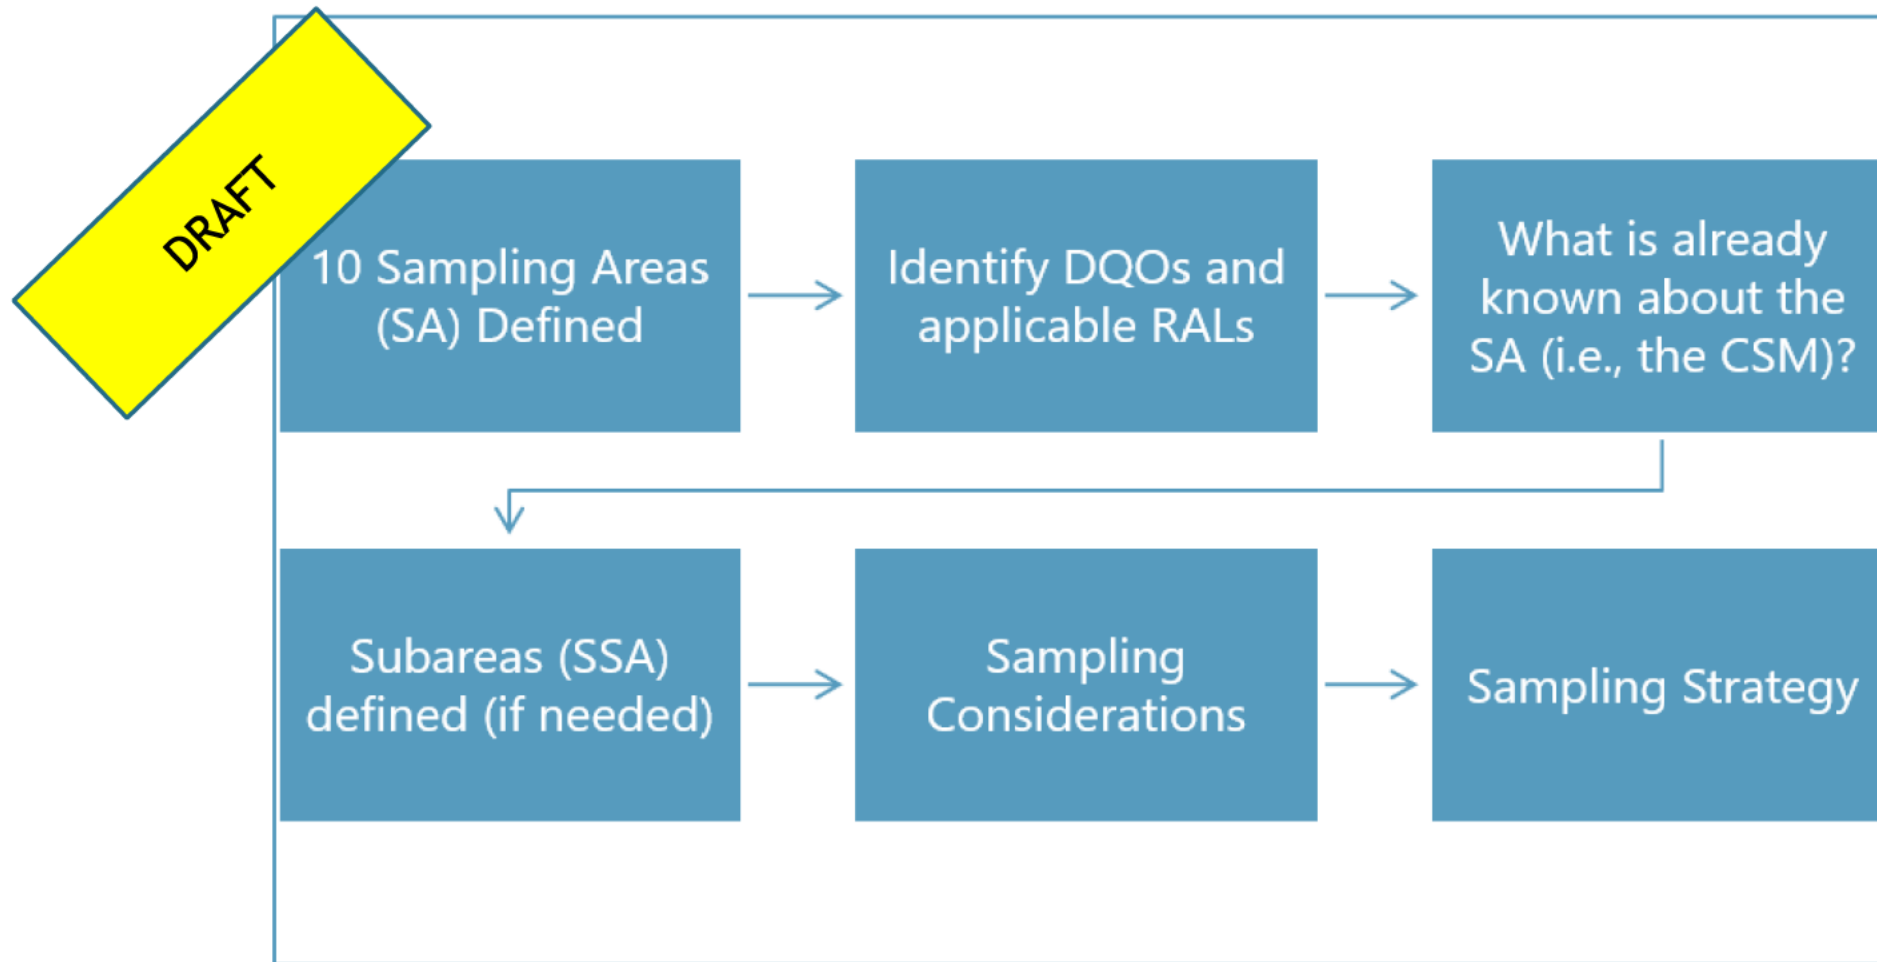 DRAFT
10 Sampling Areas
(SA) Defined
Identify DQOs and
applicable RALs
What is already
known about the
SA (i.e., the CSM)?
Subareas (SSA)
defined (if needed)
Sampling
Considerations
Sampling Strategy